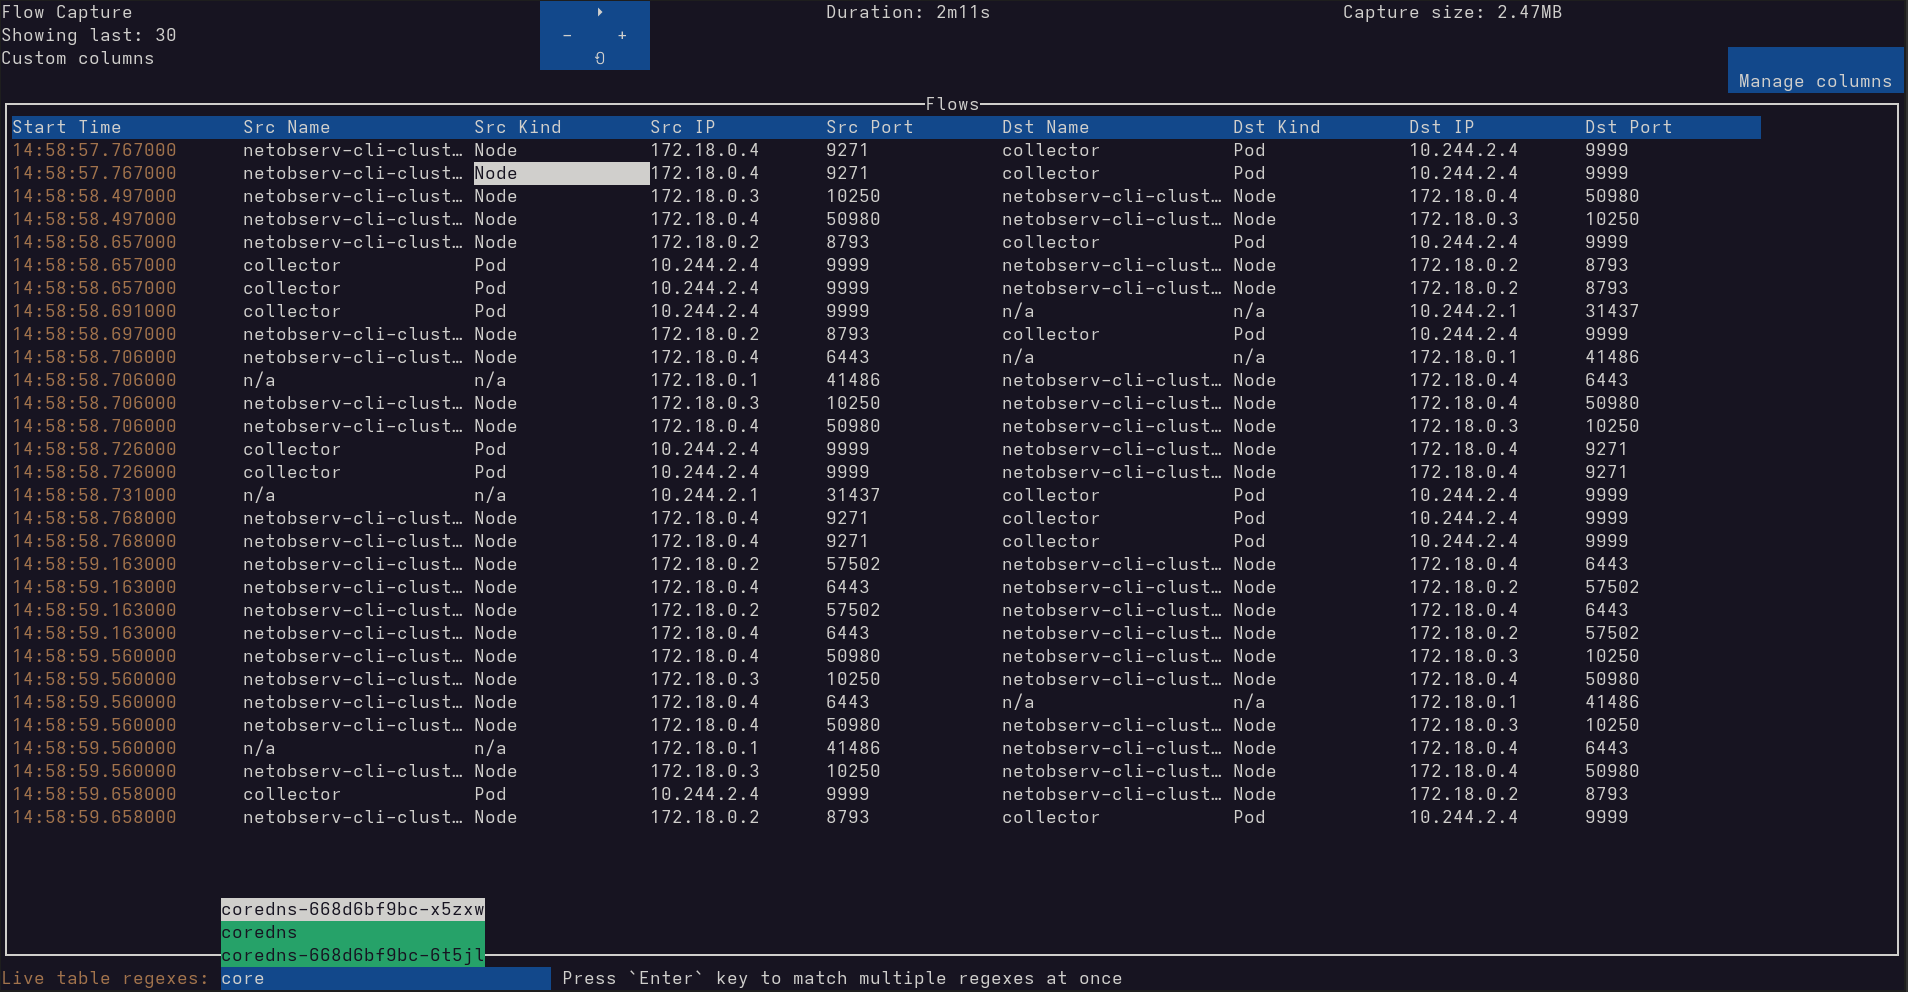 Flow Capture Duration: 2m11s Capture size: 2.47MB
Showing last: 30 - +
Custom columns
Manage columns
Flows
Start Time Src Name Src Kind Src IP Src Port Dst Name Dst Kind Dst IP Dst Port
14:58:57.767000 netobserv-cli-clust… Node 172.18.0.4 9271 collector Pod 10.244.2.4 9999
14:58:57.767000 netobserv-cli-clust… Node 172.18.0.4 9271 collector Pod 10.244.2.4 9999
14:58:58.497000 netobserv-cli-clust… Node 172.18.0.3 10250 netobserv-cli-clust… Node 172.18.0.4 50980
14:58:58.497000 netobserv-cli-clust… Node 172.18.0.4 50980 netobserv-cli-clust… Node 172.18.0.3 10250
14:58:58.657000 netobserv-cli-clust… Node 172.18.0.2 8793 collector Pod 10.244.2.4 9999
14:58:58.657000 collector Pod 10.244.2.4 9999 netobserv-cli-clust… Node 172.18.0.2 8793
14:58:58.657000 collector Pod 10.244.2.4 9999 netobserv-cli-clust… Node 172.18.0.2 8793
14:58:58.691000 collector Pod 10.244.2.4 9999 n/a n/a 10.244.2.1 31437
14:58:58.697000 netobserv-cli-clust… Node 172.18.0.2 8793 collector Pod 10.244.2.4 9999
14:58:58.706000 netobserv-cli-clust… Node 172.18.0.4 6443 n/a n/a 172.18.0.1 41486
14:58:58.706000 n/a n/a 172.18.0.1 41486 netobserv-cli-clust… Node 172.18.0.4 6443
14:58:58.706000 netobserv-cli-clust… Node 172.18.0.3 10250 netobserv-cli-clust… Node 172.18.0.4 50980
14:58:58.706000 netobserv-cli-clust… Node 172.18.0.4 50980 netobserv-cli-clust… Node 172.18.0.3 10250
14:58:58.726000 collector Pod 10.244.2.4 9999 netobserv-cli-clust… Node 172.18.0.4 9271
14:58:58.726000 collector Pod 10.244.2.4 9999 netobserv-cli-clust… Node 172.18.0.4 9271
14:58:58.731000 n/a n/a 10.244.2.1 31437 collector Pod 10.244.2.4 9999
14:58:58.768000 netobserv-cli-clust… Node 172.18.0.4 9271 collector Pod 10.244.2.4 9999
14:58:58.768000 netobserv-cli-clust… Node 172.18.0.4 9271 collector Pod 10.244.2.4 9999
14:58:59.163000 netobserv-cli-clust… Node 172.18.0.2 57502 netobserv-cli-clust… Node 172.18.0.4 6443
14:58:59.163000 netobserv-cli-clust… Node 172.18.0.4 6443 netobserv-cli-clust… Node 172.18.0.2 57502
14:58:59.163000 netobserv-cli-clust… Node 172.18.0.2 57502 netobserv-cli-clust… Node 172.18.0.4 6443
14:58:59.163000 netobserv-cli-clust… Node 172.18.0.4 6443 netobserv-cli-clust… Node 172.18.0.2 57502
14:58:59.560000 netobserv-cli-clust… Node 172.18.0.4 50980 netobserv-cli-clust… Node 172.18.0.3 10250
14:58:59.560000 netobserv-cli-clust… Node 172.18.0.3 10250 netobserv-cli-clust… Node 172.18.0.4 50980
14:58:59.560000 netobserv-cli-clust… Node 172.18.0.4 6443 n/a n/a 172.18.0.1 41486
14:58:59.560000 netobserv-cli-clust… Node 172.18.0.4 50980 netobserv-cli-clust… Node 172.18.0.3 10250
14:58:59.560000 n/a n/a 172.18.0.1 41486 netobserv-cli-clust… Node 172.18.0.4 6443
14:58:59.560000 netobserv-cli-clust… Node 172.18.0.3 10250 netobserv-cli-clust… Node 172.18.0.4 50980
14:58:59.658000 collector Pod 10.244.2.4 9999 netobserv-cli-clust… Node 172.18.0.2 8793
14:58:59.658000 netobserv-cli-clust… Node 172.18.0.2 8793 collector Pod 10.244.2.4 9999
coredns-668d6bf9bc-x5zxw
coredns
coredns-668d6bf9bc-6t5jl
Live table regexes: core Press `Enter` key to match multiple regexes at once